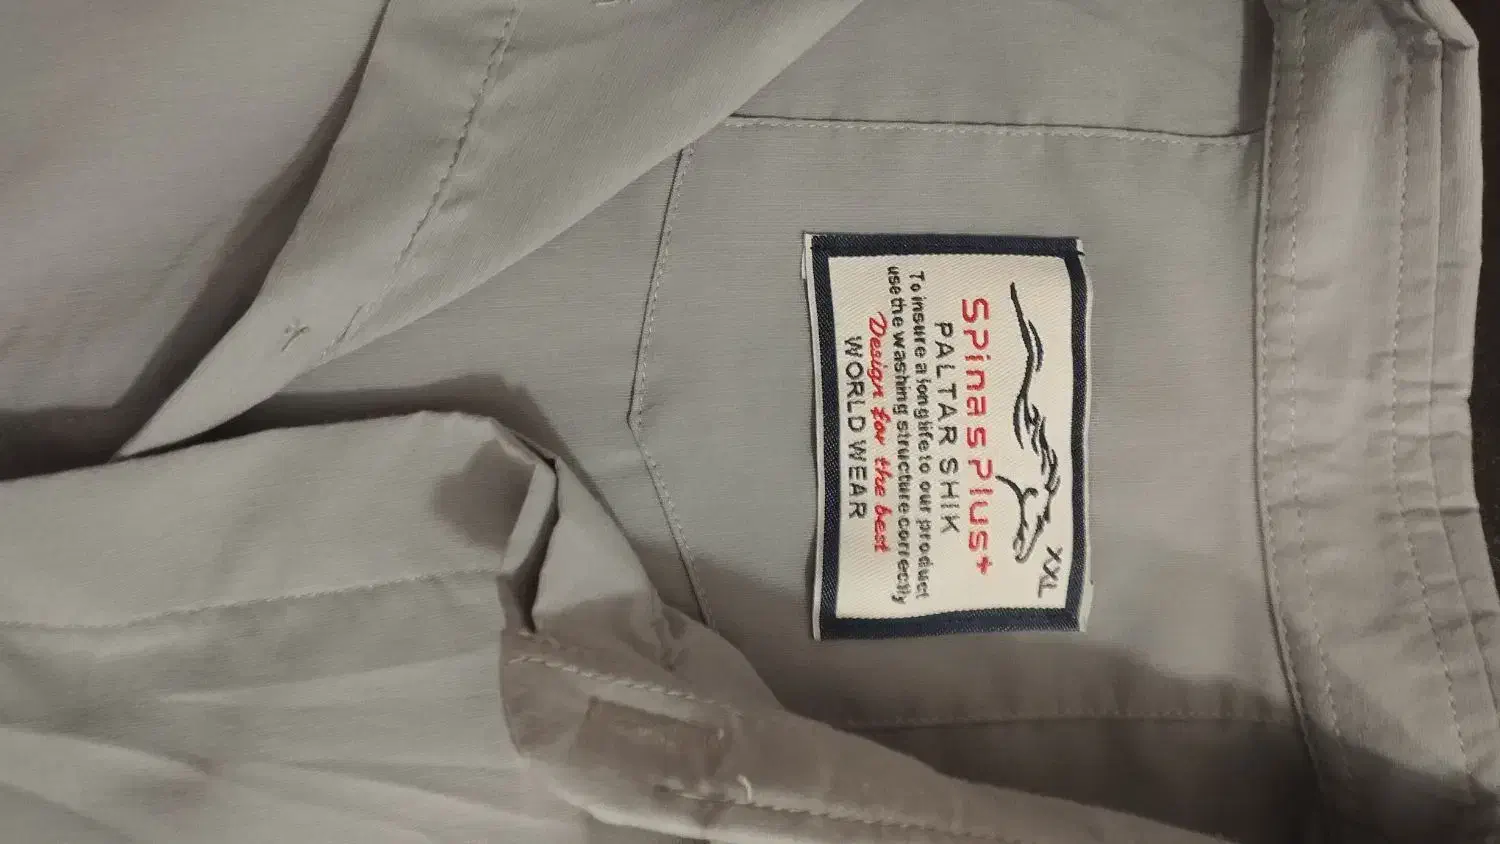 XXL
SPinas Plus+
PALTAR SHIK
To insure a long life to our product
use the washing structure correctly
Design for the best
WORLD WEAR